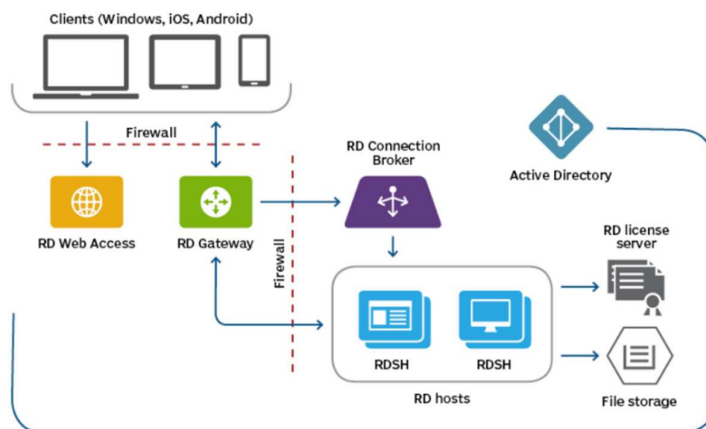 Clients (Windows, iOS, Android)
Firewall
RD Connection
Broker
Active Directory
RD Web Access
RD Gateway
Firewall
RD license
server
RDSH
RDSH
RD hosts
File storage